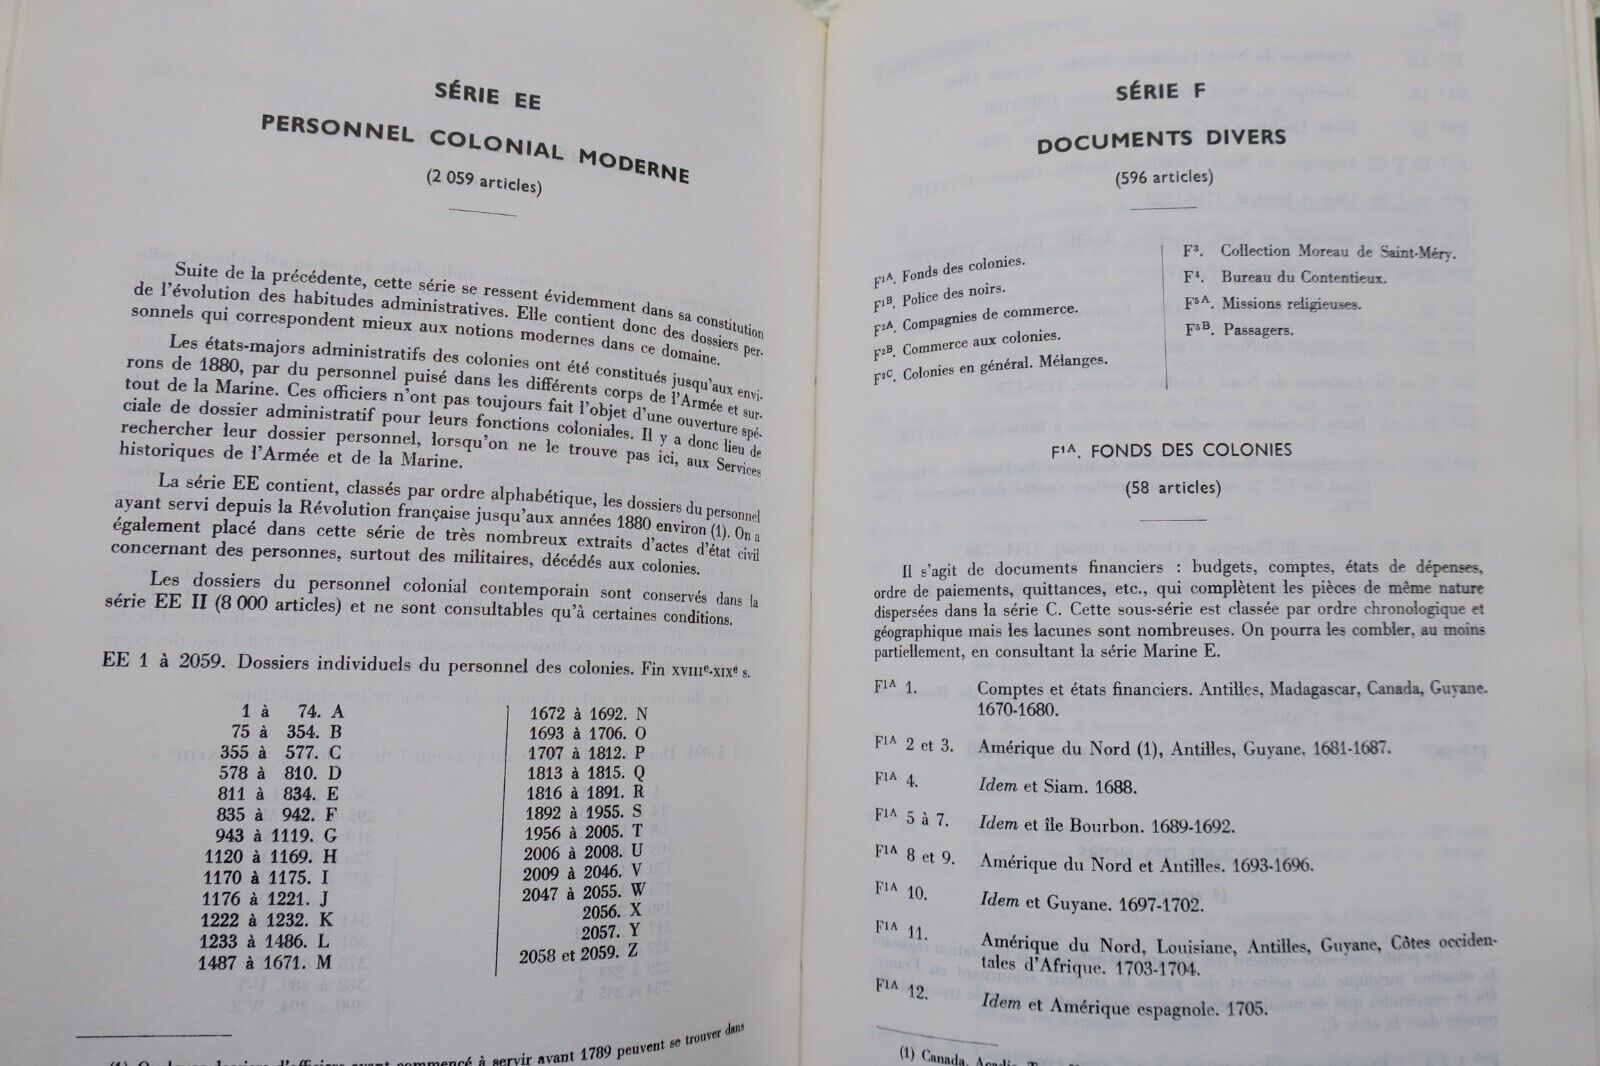 SÉRIE EE
PERSONNEL COLONIAL MODERNE
(2 059 articles)
Suite de la précédente, cette série se ressent évidemment dans sa constitution
de l'évolution des habitudes administratives. Elle contient donc des dossiers per-
sonnels qui correspondent mieux aux notions modernes dans ce domaine.
Les états-majors administratifs des colonies ont été constitués jusqu'aux envi-
rons de 1880, par du personnel puisé dans les différents corps de l'Armée et sur-
tout de la Marine. Ces officiers n'ont pas toujours fait l'objet d'une ouverture spé-
ciale de dossier administratif pour leurs fonctions coloniales. Il y a donc lieu de
rechercher leur dossier personnel, lorsqu'on ne le trouve pas ici, aux Services
historiques de l'Armée et de la Marine.
La série EE contient, classés par ordre alphabétique, les dossiers du personnel
ayant servi depuis la Révolution française jusqu'aux années 1880 environ (1). On a
également placé dans cette série de très nombreux extraits d'actes d'état civil
concernant des personnes, surtout des militaires, décédés aux colonies.
Les dossiers du personnel colonial contemporain sont conservés dans la
série EE II (8 000 articles) et ne sont consultables qu'à certaines conditions.
EE 1 à 2059. Dossiers individuels du personnel des colonies. Fin XVIIIe-XIXe s.
1 à 74. A
75 à 354. B
355 à 577. C
578 à 810. D
811 à 834. E
835 à 942. F
943 à 1119. G
1120 à 1169. H
1170 à 1175. I
1176 à 1221. J
1222 à 1232. K
1233 à 1486. L
1487 à 1671. M
1672 à 1692. N
1693 à 1706. O
1707 à 1812. P
1813 à 1815. Q
1816 à 1891. R
1892 à 1955. S
1956 à 2005. T
2006 à 2008. U
2009 à 2046. V
2047 à 2055. W
2056. X
2057. Y
2058 et 2059. Z
(1) Quelques dossiers d'officiers ayant commencé à servir avant 1789 peuvent se trouver dans
SÉRIE F
DOCUMENTS DIVERS
(596 articles)
F1A. Fonds des colonies.
F1B. Police des noirs.
F2A. Compagnies de commerce.
F2B. Commerce aux colonies.
F2C. Colonies en général. Mélanges.
F3. Collection Moreau de Saint-Méry.
F4. Bureau du Contentieux.
F5A. Missions religieuses.
F5B. Passagers.
F1A. FONDS DES COLONIES
(58 articles)
Il s'agit de documents financiers : budgets, comptes, états de dépenses,
ordre de paiements, quittances, etc., qui complètent les pièces de même nature
dispersées dans la série C. Cette sous-série est classée par ordre chronologique et
géographique mais les lacunes sont nombreuses. On pourra les combler, au moins
partiellement, en consultant la série Marine E.
F1A 1. Comptes et états financiers. Antilles, Madagascar, Canada, Guyane.
1670-1680.
F1A 2 et 3. Amérique du Nord (1), Antilles, Guyane. 1681-1687.
F1A 4. Idem et Siam. 1688.
F1A 5 à 7. Idem et île Bourbon. 1689-1692.
F1A 8 et 9. Amérique du Nord et Antilles. 1693-1696.
F1A 10. Idem et Guyane. 1697-1702.
F1A 11. Amérique du Nord, Louisiane, Antilles, Guyane, Côtes occiden-
tales d'Afrique. 1703-1704.
F1A 12. Idem et Amérique espagnole. 1705.
(1) Canada, Acadie,